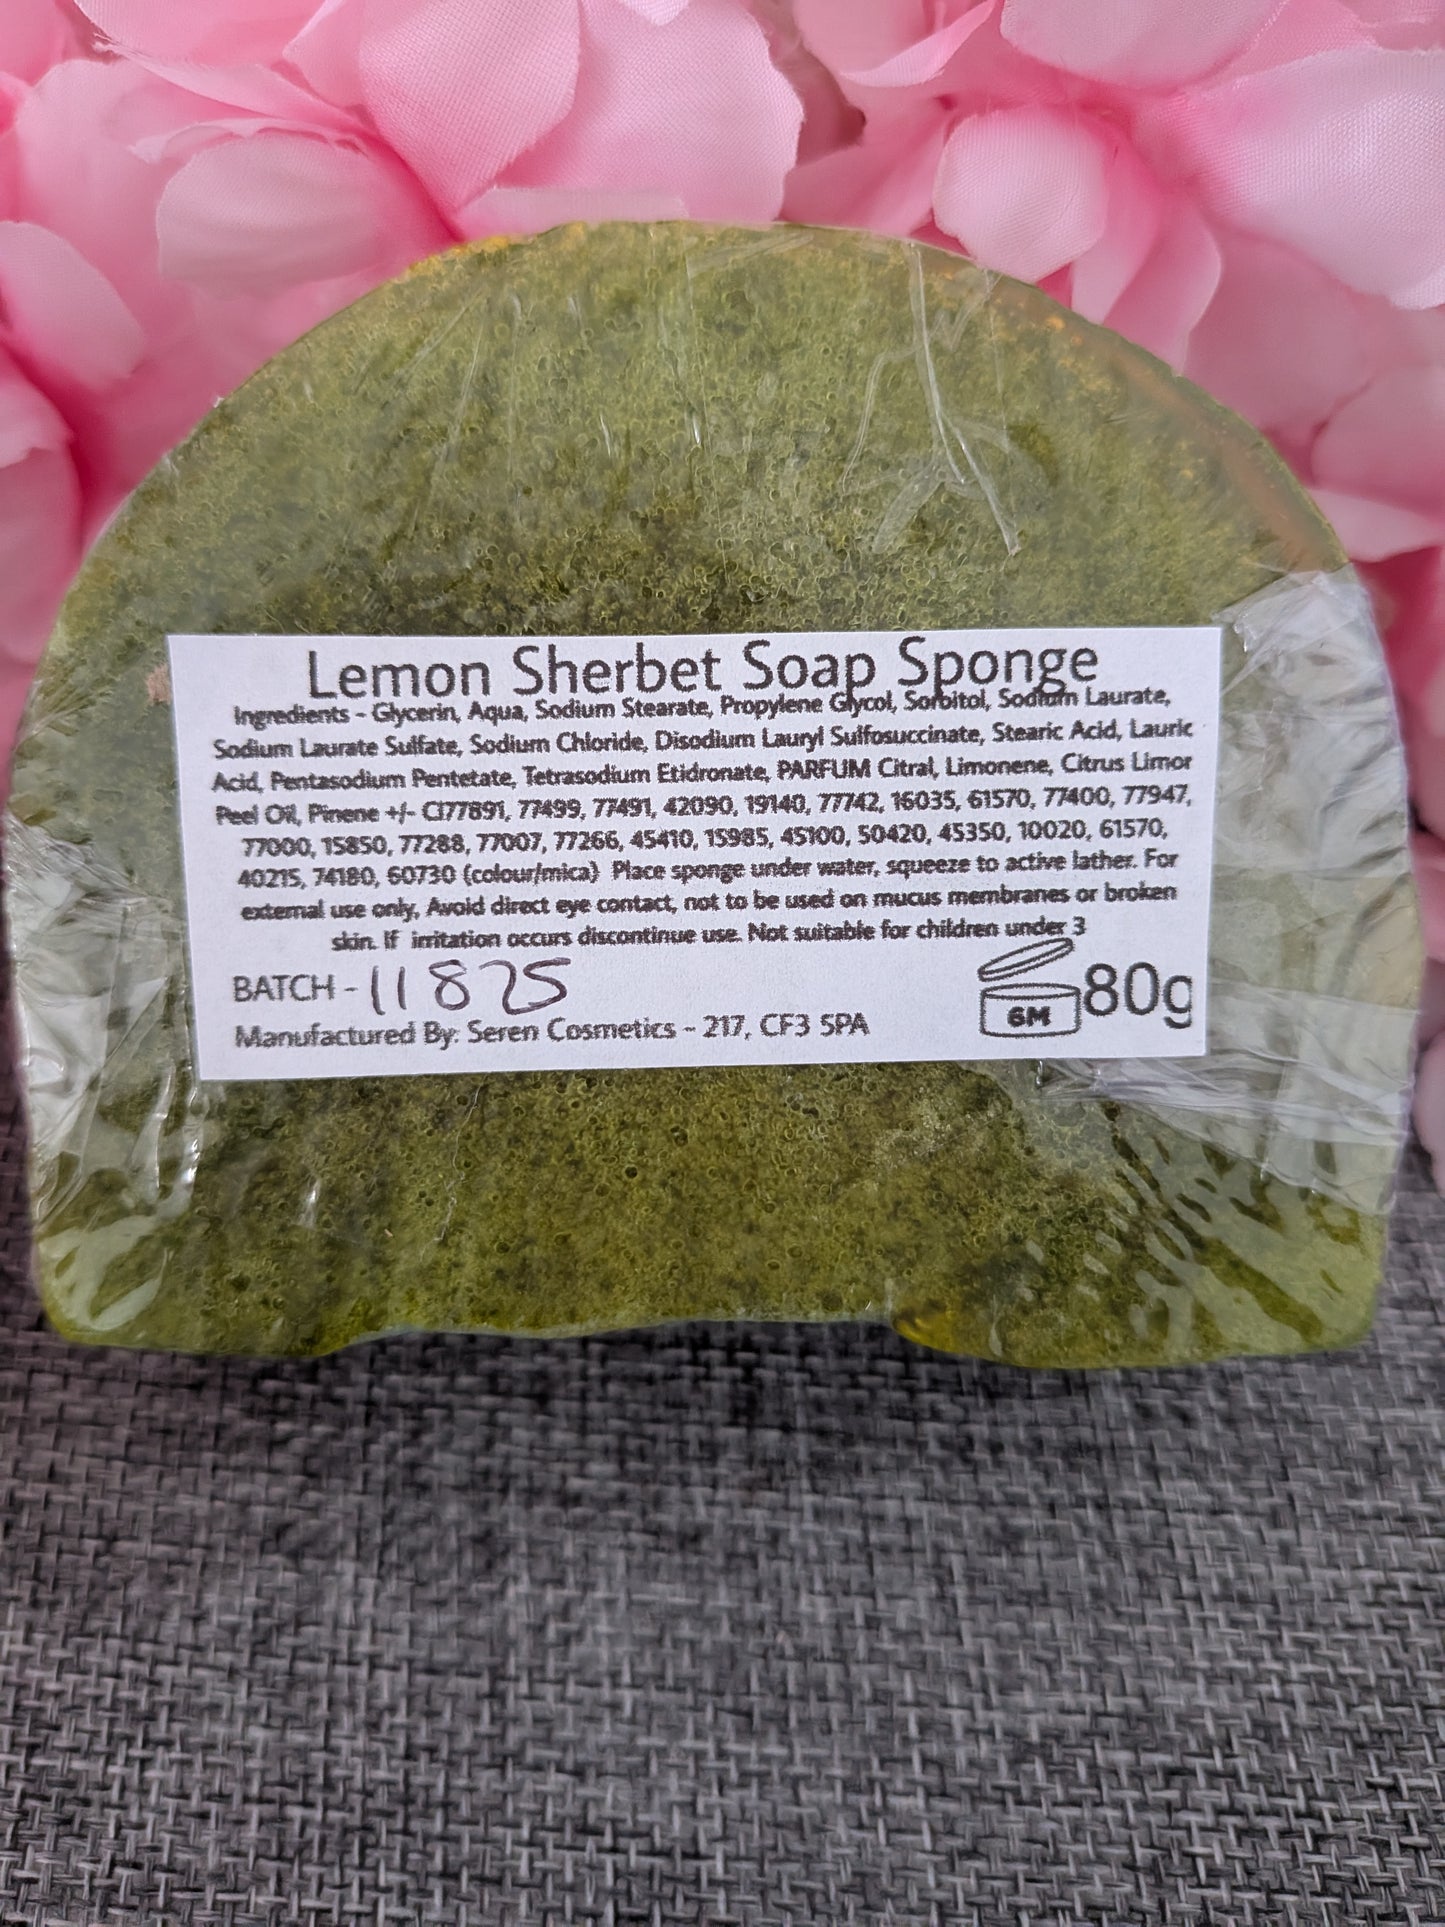 Lemon Sherbet Soap Sponge
Ingredients - Glycerin, Aqua, Sodium Stearate, Propylene Glycol, Sorbitol, Sodium Laurate,
Sodium Laurate Sulfate, Sodium Chloride, Disodium Lauryl Sulfosuccinate, Stearic Acid, Lauric
Acid, Pentasodium Pentetate, Tetrasodium Etidronate, PARFUM Citral, Limonene, Citrus Limor
Peel Oil, Pinene +/- CI77891, 77499, 77491, 42090, 19140, 77742, 16035, 61570, 77400, 77947,
77000, 15850, 77288, 77007, 77266, 45410, 15985, 45100, 50420, 45350, 10020, 61570,
40215, 74180, 60730 (colour/mica) Place sponge under water, squeeze to active lather. For
external use only, Avoid direct eye contact, not to be used on mucus membranes or broken
skin. If irritation occurs discontinue use. Not suitable for children under 3
BATCH - 11825
6M 80g
Manufactured By: Seren Cosmetics - 217, CF3 5PA